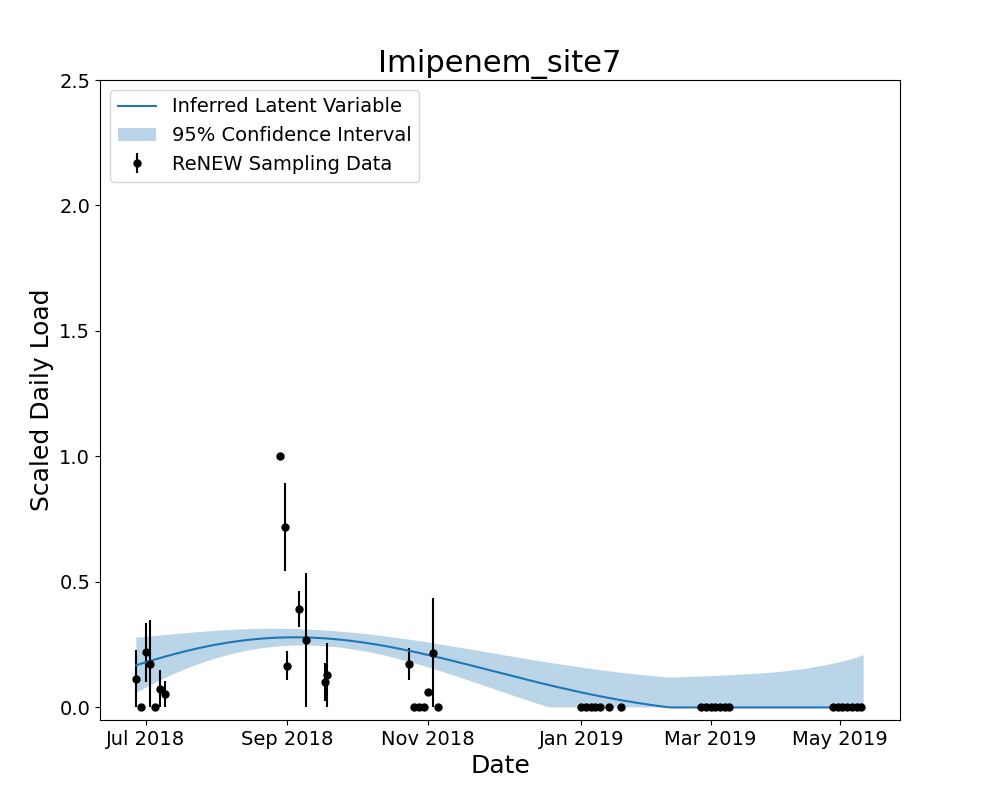 Imipenem_site7
2.5
Inferred Latent Variable
95% Confidence Interval
ReNEW Sampling Data
2.0
1.5
1.0
0.5
0.0
Scaled Daily Load
Jul 2018 Sep 2018 Nov 2018 Jan 2019 Mar 2019 May 2019
Date